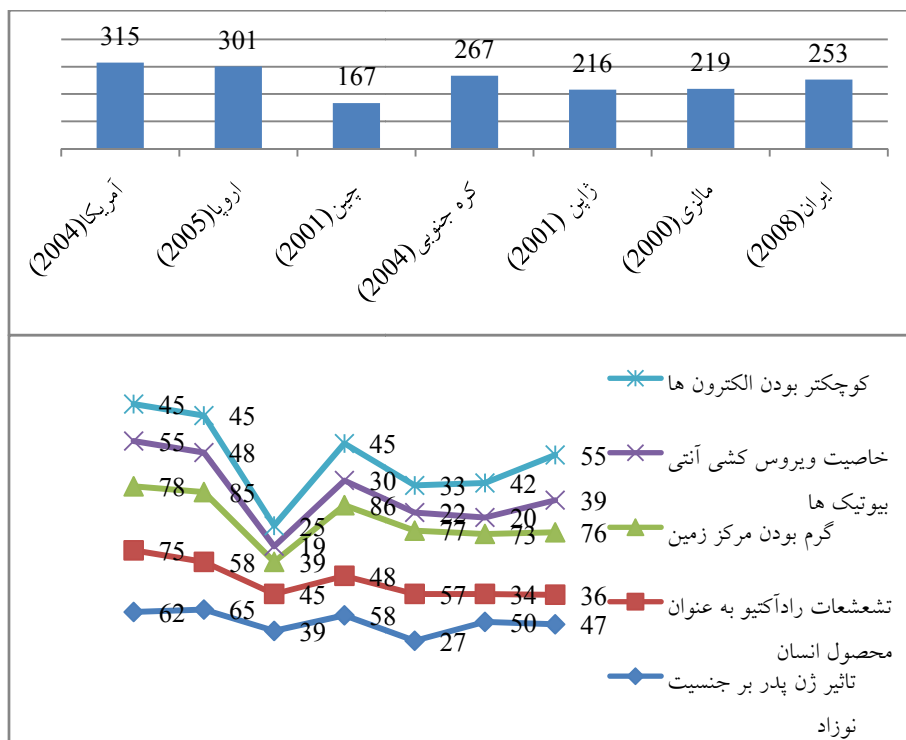 315
301
167
267
216
219
253
آمریکا(2004)
اروپا(2005)
چین(2001)
کره جنوبی(2004)
ژاپن (2001)
مالزی(2000)
ایران(2008)
45 45 25 45 33 42 55
کوچکتر بودن الکترون ها
55 48 19 30 22 20 39
خاصیت ویروس کشی آنتی
بیوتیک ها
78 85 39 86 77 73 76
گرم بودن مرکز زمین
75 58 45 48 57 34 36
تشعشعات رادآکتیو به عنوان
محصول انسان
62 65 39 58 27 50 47
تاثیر ژن پدر بر جنسیت
نوزاد